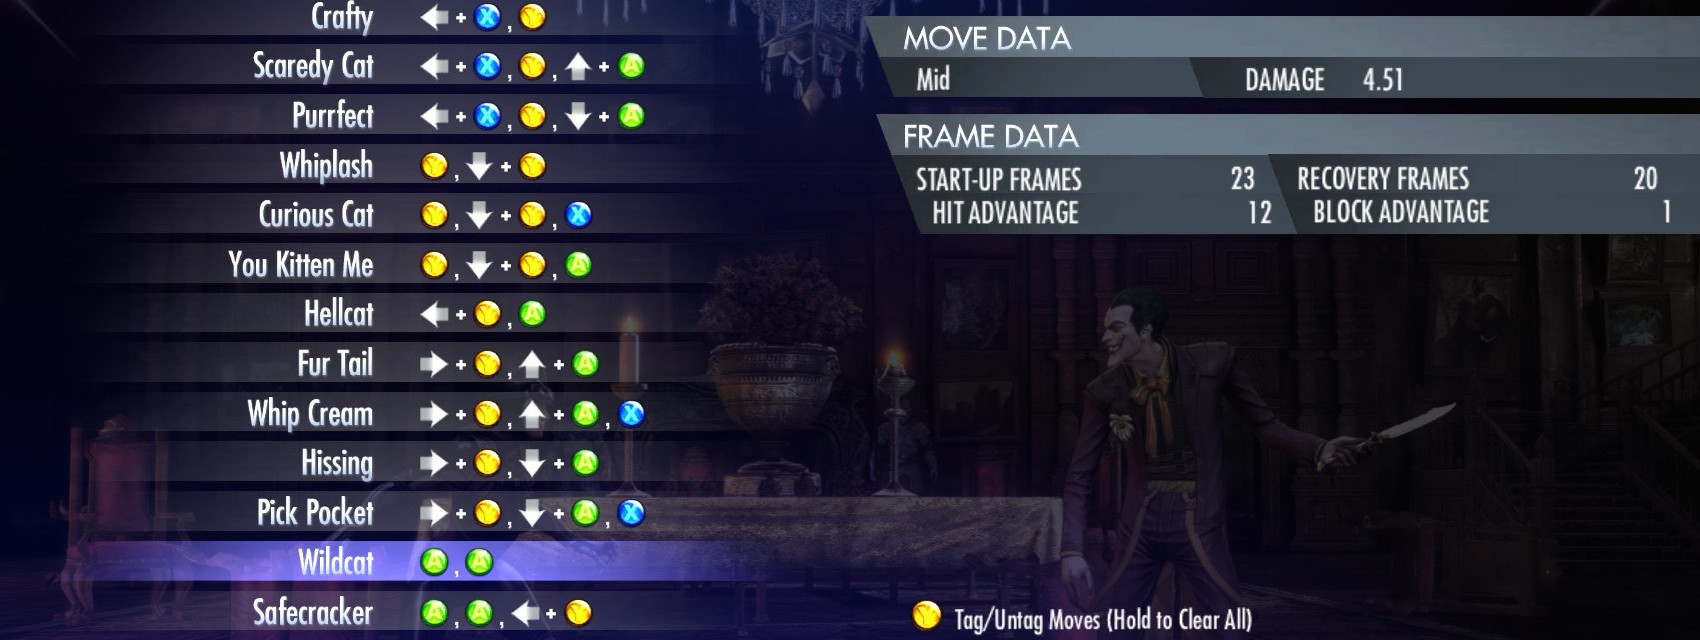 Crafty ← + X , Y
Scaredy Cat ← + X , Y , ↑ + A
Purrfect ← + X , Y , ↓ + A
Whiplash Y , ↓ + Y
Curious Cat Y , ↓ + Y , X
You Kitten Me Y , ↓ + Y , A
Hellcat ← + Y , A
Fur Tail → + Y , ↑ + A
Whip Cream → + Y , ↑ + A , X
Hissing → + Y , ↓ + A
Pick Pocket → + Y , ↓ + A , X
Wildcat A , A
Safecracker A , A , ← + Y
MOVE DATA
Mid DAMAGE 4.51
FRAME DATA
START-UP FRAMES 23 RECOVERY FRAMES 20
HIT ADVANTAGE 12 BLOCK ADVANTAGE 1
Y Tag/Untag Moves (Hold to Clear All)